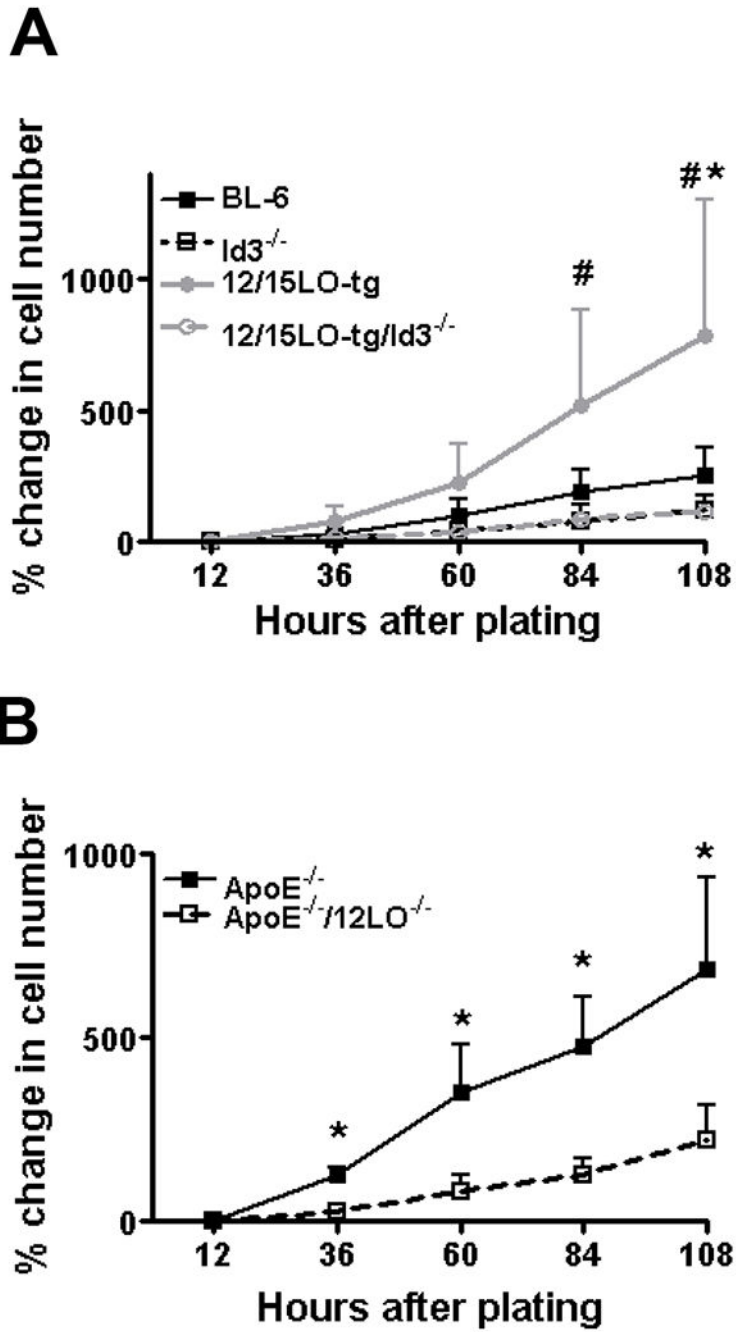 A
% change in cell number
# *
BL-6
Id3-/-
#
1000
12/15LO-tg
12/15LO-tg/Id3-/-
500
0
12 36 60 84 108
Hours after plating
B
% change in cell number
1000
*
ApoE-/-
ApoE-/-/12LO-/-
*
*
500
*
0
12 36 60 84 108
Hours after plating